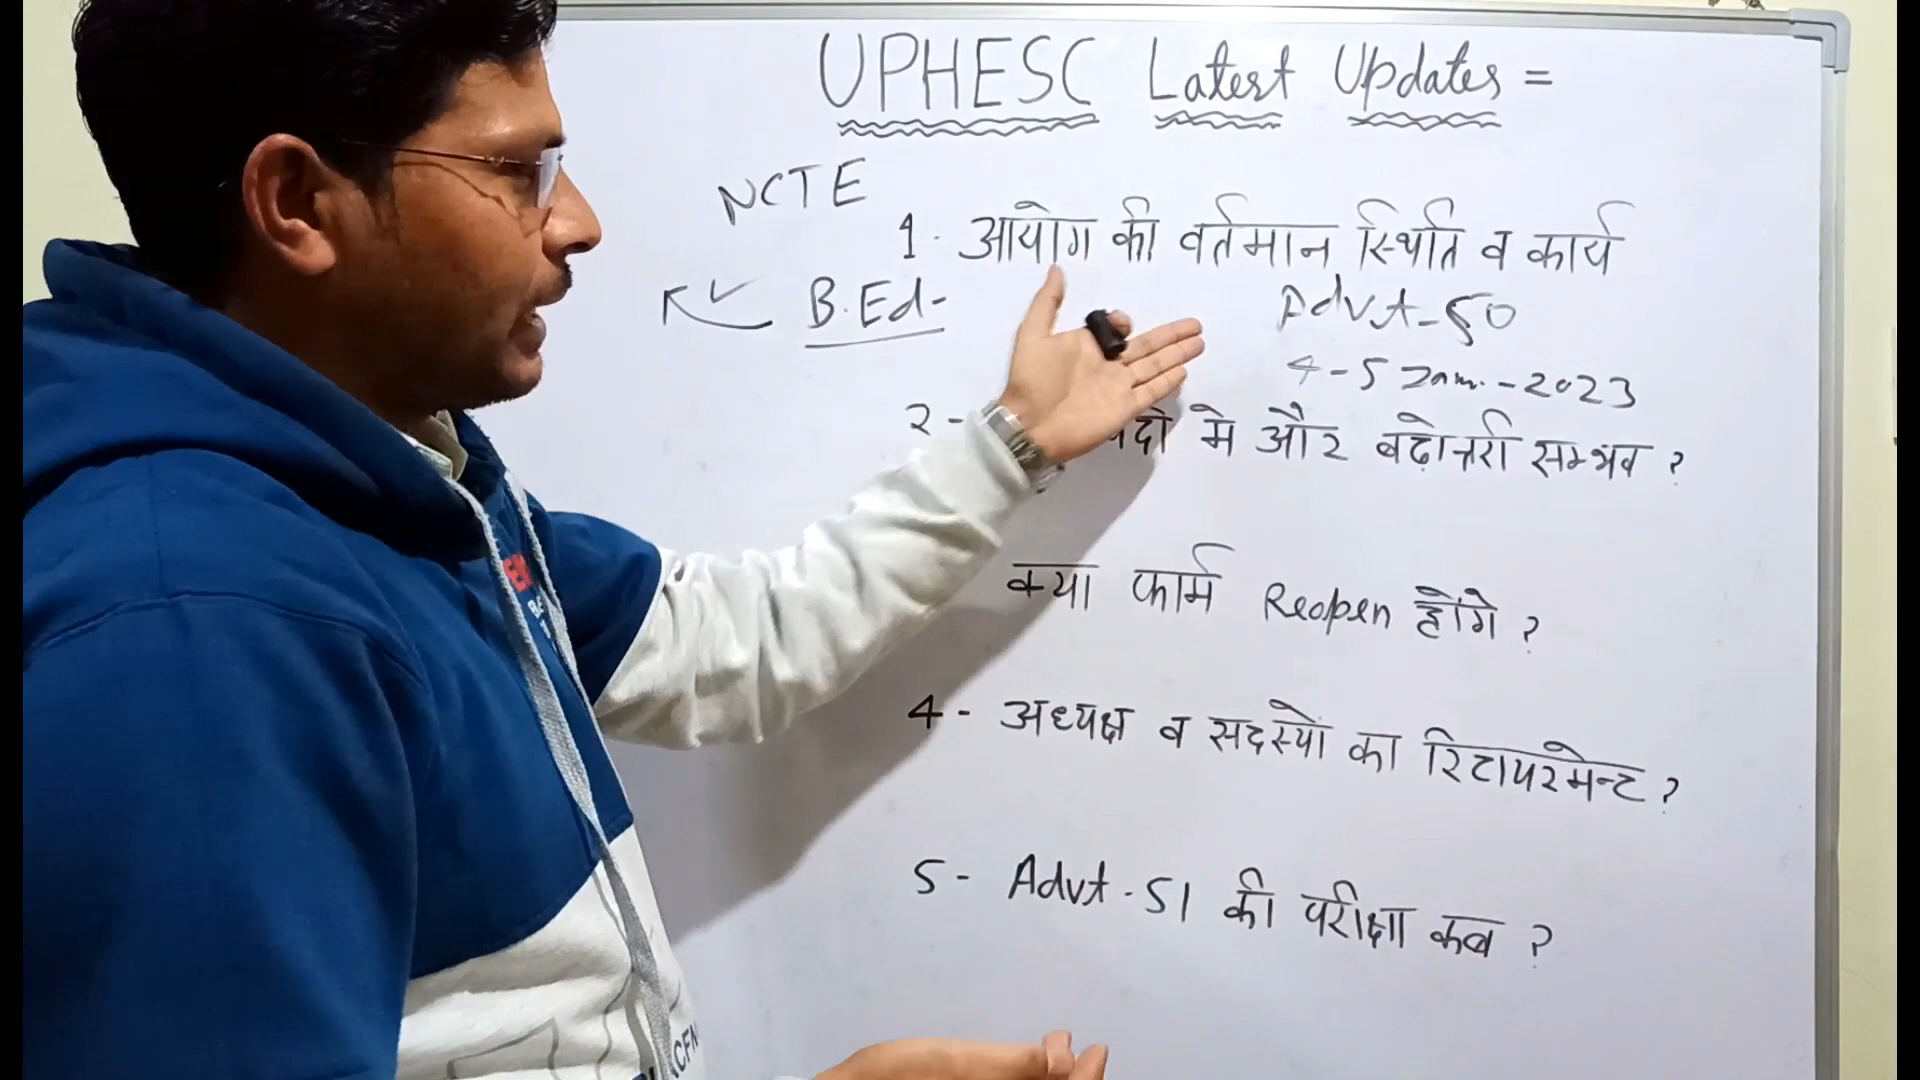 UPHESC Latest Updates =
NCTE
1. आयोग की वर्तमान स्थिति व कार्य
B.Ed-
Advt-50
4-5 Jan.-2023
2- में और बढ़ोत्तरी सम्भव ?
क्या फार्म Reopen होंगे ?
4- अध्यक्ष व सदस्यों का रिटायरमेन्ट ?
5- Advt-51 की परीक्षा कब ?